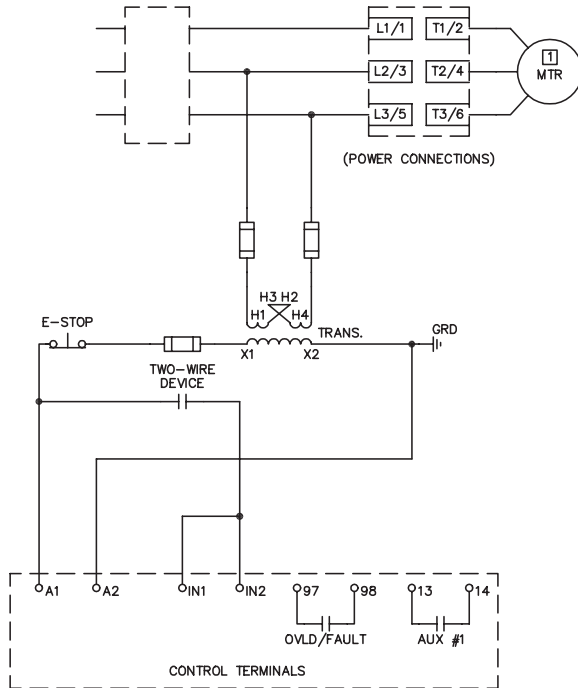 L1/1 T1/2
L2/3 T2/4
1
MTR
L3/5 T3/6
(POWER CONNECTIONS)
H3 H2
H1 H4
E-STOP
TRANS.
GRD
X1 X2
TWO-WIRE
DEVICE
A1 A2 IN1 IN2 97 98 13 14
OVLD/FAULT AUX #1
CONTROL TERMINALS